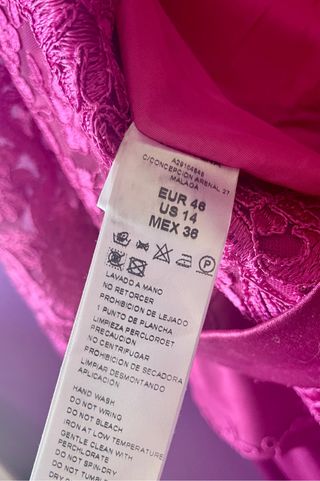 A29104645
C/CONCEPCION ARENAL 27
MALAGA
EUR 46
US 14
MEX 36
P
LAVADO A MANO
NO RETORCER
PROHIBICION DE LEJIADO
1 PUNTO DE PLANCHA
LIMPIEZA PERCLOROET
PRECAUCION
NO CENTRIFUGAR
PROHIBICION DE SECADORA
LIMPIAR DESMONTANDO
APLICACIÓN
HAND WASH
DO NOT WRING
DO NOT BLEACH
IRON AT LOW TEMPERATURE
GENTLE CLEAN WITH
PERCHLORATE
DO NOT SPIN-DRY
DO NOT TUMBLE